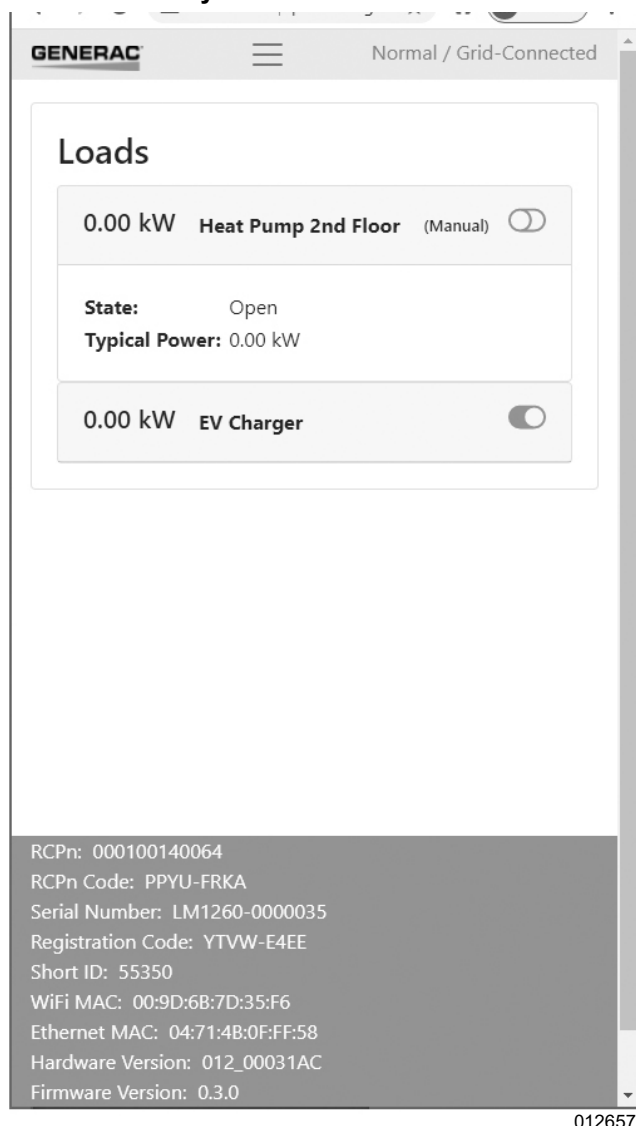 GENERAC
Normal / Grid-Connected
Loads
0.00 kW Heat Pump 2nd Floor (Manual)
State: Open
Typical Power: 0.00 kW
0.00 kW EV Charger
RCPn: 000100140064
RCPn Code: PPYU-FRKA
Serial Number: LM1260-0000035
Registration Code: YTVW-E4EE
Short ID: 55350
WiFi MAC: 00:9D:6B:7D:35:F6
Ethernet MAC: 04:71:4B:0F:FF:58
Hardware Version: 012_00031AC
Firmware Version: 0.3.0
012657